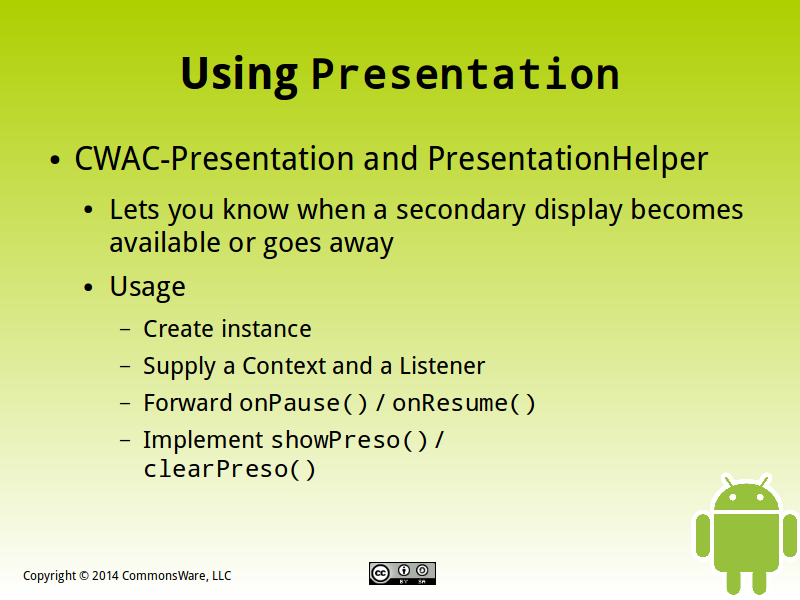 Using Presentation
• CWAC-Presentation and PresentationHelper
• Lets you know when a secondary display becomes
available or goes away
• Usage
– Create instance
– Supply a Context and a Listener
– Forward onPause() / onResume()
– Implement showPreso() /
clearPreso()
Copyright © 2014 CommonsWare, LLC
cc
BY SA